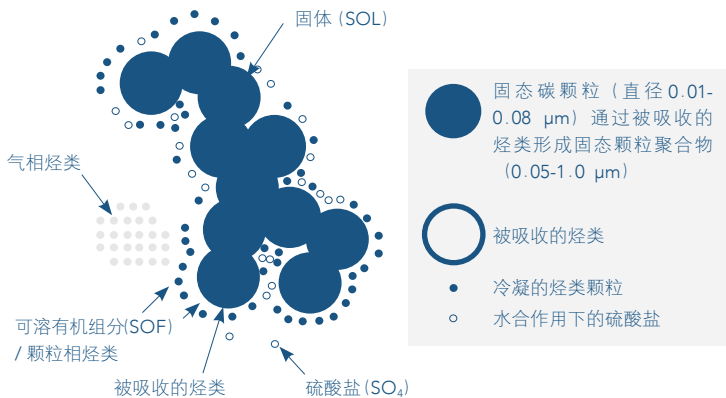 固体 (SOL)
气相烃类
可溶有机组分(SOF)
/ 颗粒相烃类
被吸收的烃类
硫酸盐 (SO₄)
固态碳颗粒（直径 0.01-
0.08 μm）通过被吸收的
烃类形成固态颗粒聚合物
（0.05-1.0 μm）
被吸收的烃类
冷凝的烃类颗粒
水合作用下的硫酸盐